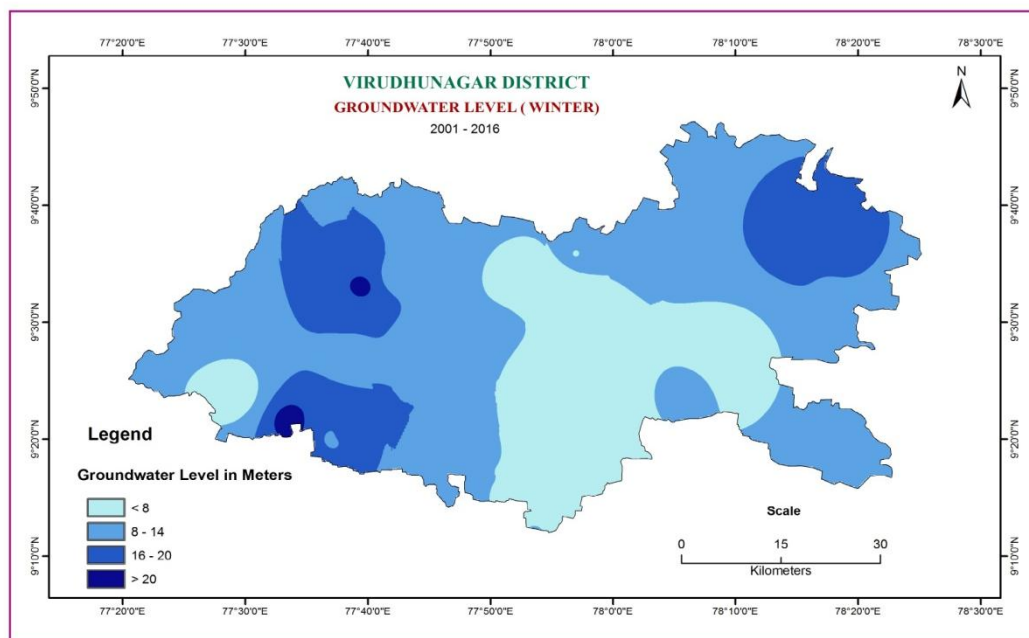 77°20'0"E 77°30'0"E 77°40'0"E 77°50'0"E 78°0'0"E 78°10'0"E 78°20'0"E 78°30'0"E
VIRUDHUNAGAR DISTRICT
GROUNDWATER LEVEL ( WINTER)
2001 - 2016
N
9°50'0"N 9°50'0"N
9°40'0"N 9°40'0"N
9°30'0"N 9°30'0"N
9°20'0"N 9°20'0"N
9°10'0"N 9°10'0"N
Legend
Groundwater Level in Meters
< 8
8 - 14
16 - 20
> 20
Scale
0 15 30
Kilometers
77°20'0"E 77°30'0"E 77°40'0"E 77°50'0"E 78°0'0"E 78°10'0"E 78°20'0"E 78°30'0"E